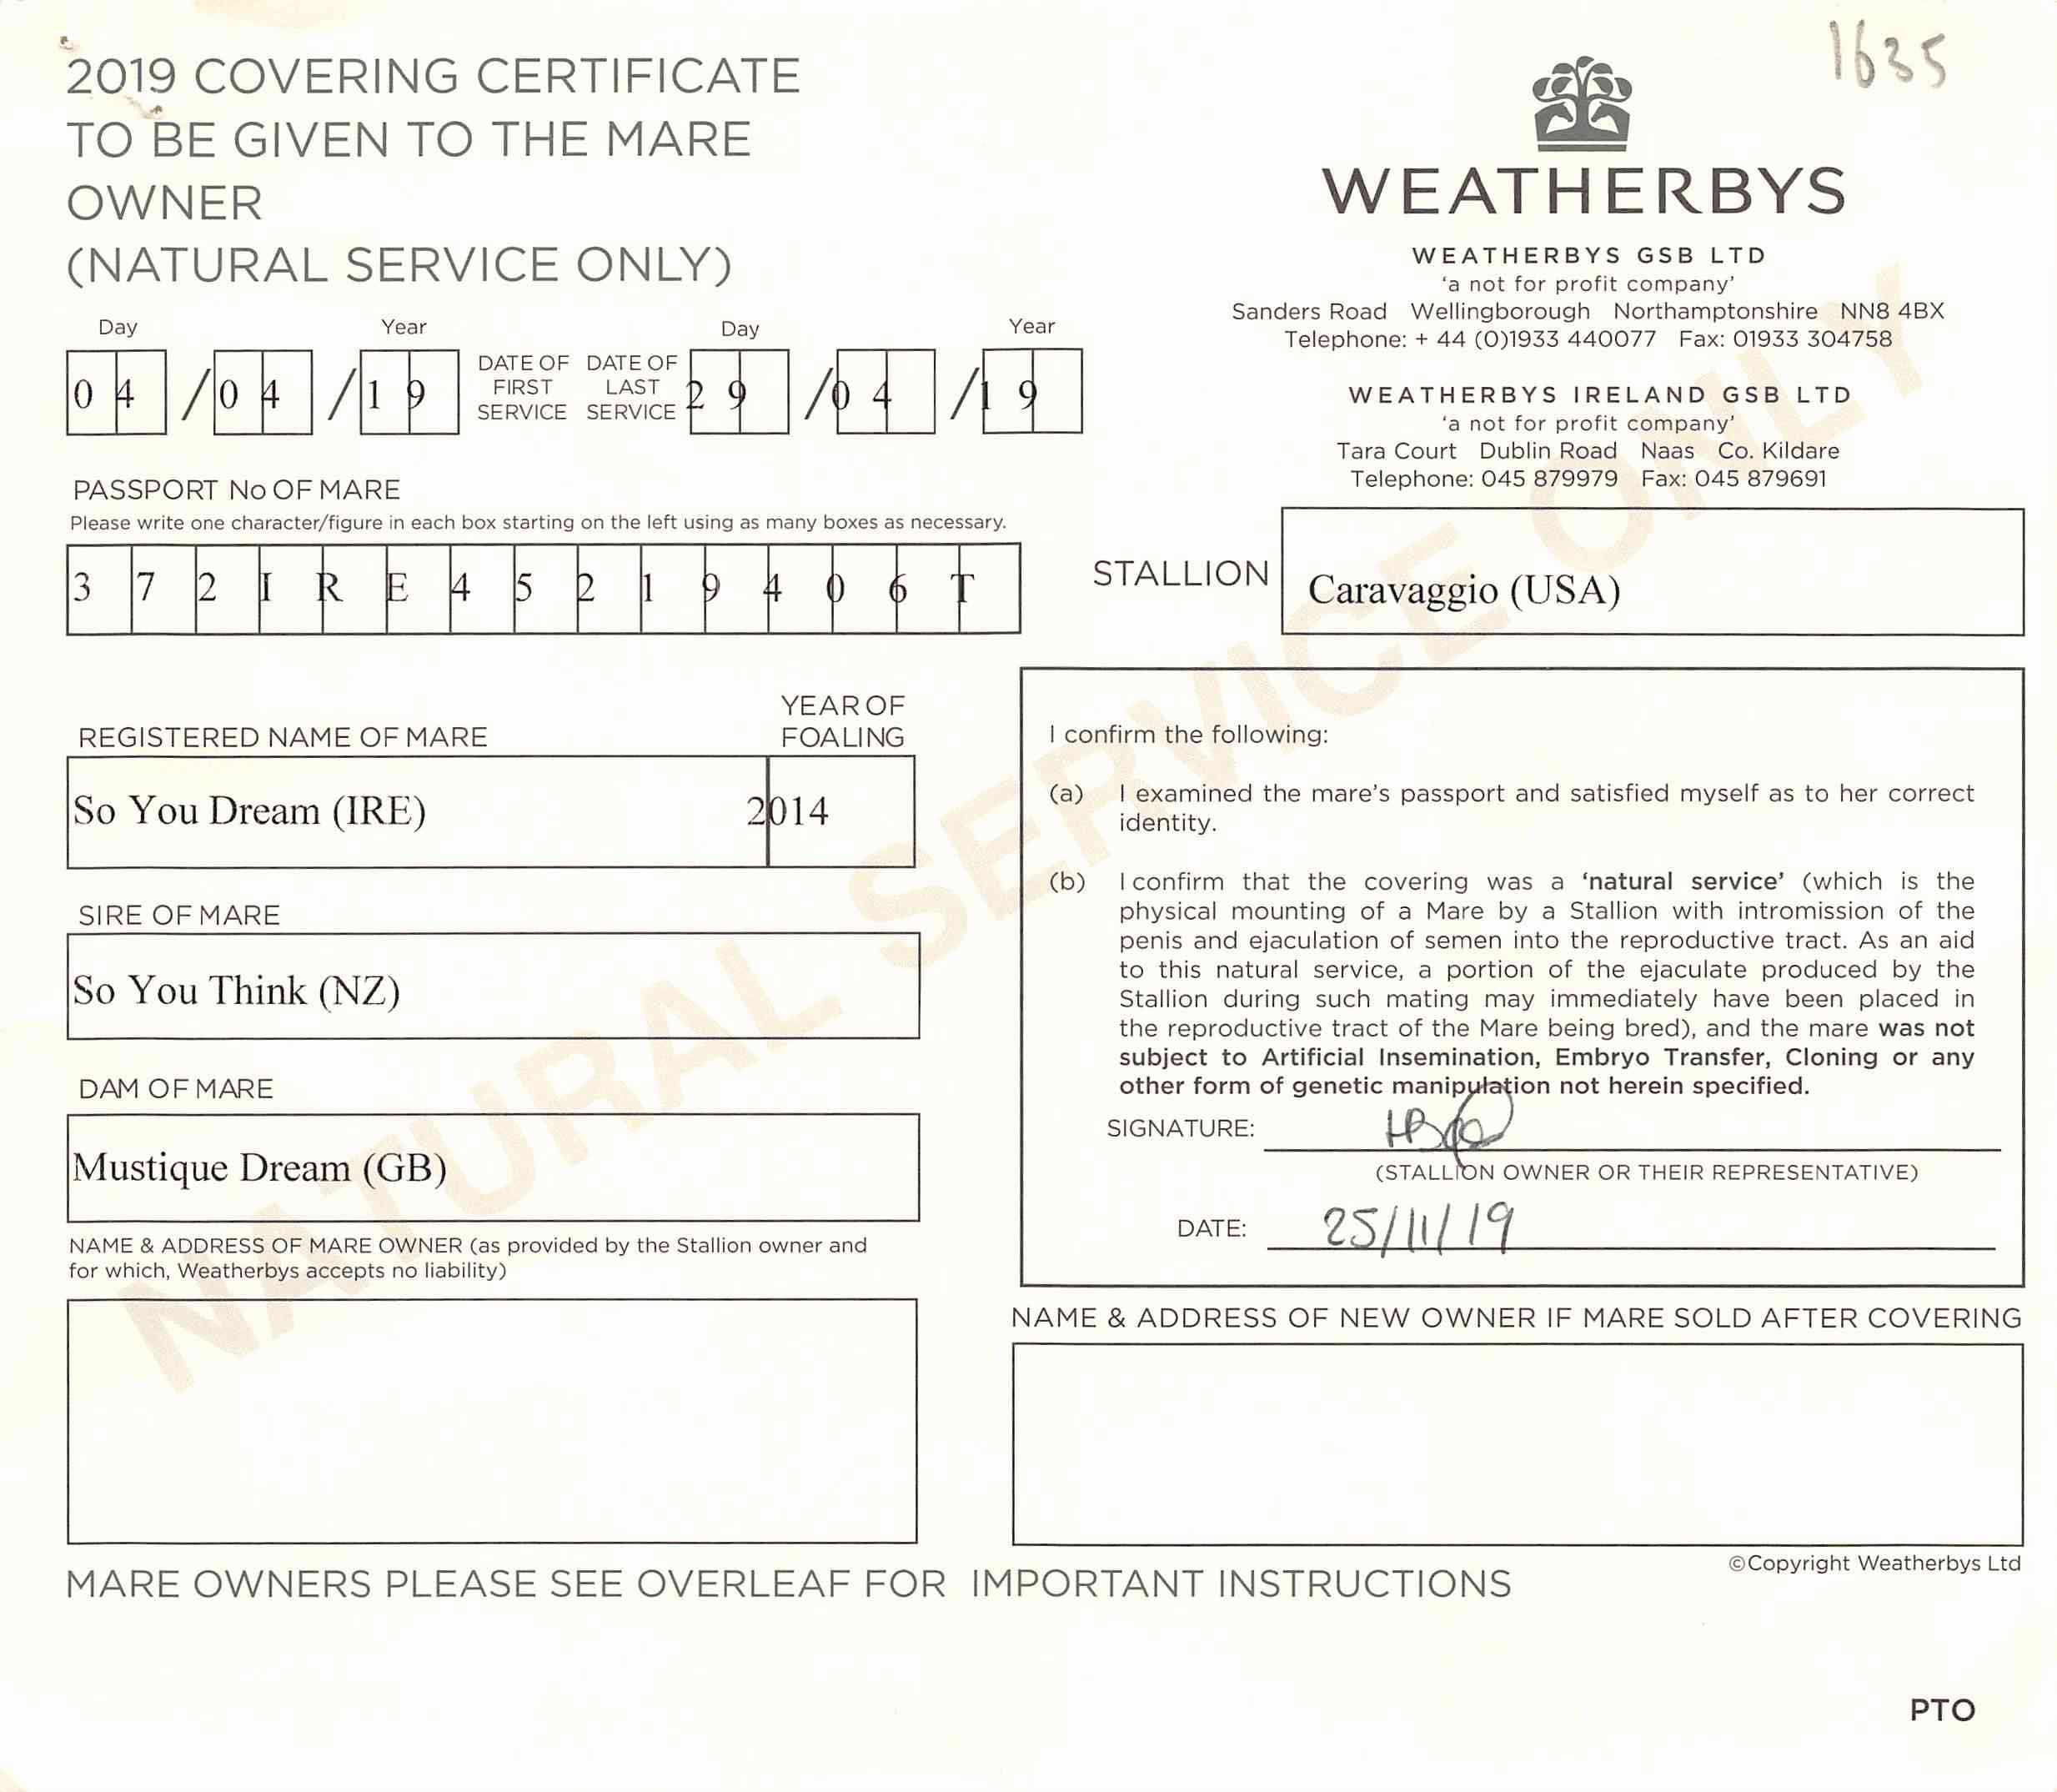 1635
2019 COVERING CERTIFICATE
TO BE GIVEN TO THE MARE
OWNER
(NATURAL SERVICE ONLY)
WEATHERBYS
WEATHERBYS GSB LTD
'a not for profit company'
Sanders Road Wellingborough Northamptonshire NN8 4BX
Telephone: + 44 (0)1933 440077 Fax: 01933 304758
WEATHERBYS IRELAND GSB LTD
'a not for profit company'
Tara Court Dublin Road Naas Co. Kildare
Telephone: 045 879979 Fax: 045 879691
Day Year
04/04/19
DATE OF FIRST SERVICE
DATE OF LAST SERVICE
Day Year
29/04/19
PASSPORT No OF MARE
Please write one character/figure in each box starting on the left using as many boxes as necessary.
372IRE45219406T
STALLION
Caravaggio (USA)
REGISTERED NAME OF MARE
YEAR OF FOALING
So You Dream (IRE) 2014
SIRE OF MARE
So You Think (NZ)
DAM OF MARE
Mustique Dream (GB)
NAME & ADDRESS OF MARE OWNER (as provided by the Stallion owner and
for which, Weatherbys accepts no liability)
I confirm the following:
(a) I examined the mare's passport and satisfied myself as to her correct
identity.
(b) I confirm that the covering was a 'natural service' (which is the
physical mounting of a Mare by a Stallion with intromission of the
penis and ejaculation of semen into the reproductive tract. As an aid
to this natural service, a portion of the ejaculate produced by the
Stallion during such mating may immediately have been placed in
the reproductive tract of the Mare being bred), and the mare was not
subject to Artificial Insemination, Embryo Transfer, Cloning or any
other form of genetic manipulation not herein specified.
SIGNATURE:
(STALLION OWNER OR THEIR REPRESENTATIVE)
DATE: 25/11/19
NAME & ADDRESS OF NEW OWNER IF MARE SOLD AFTER COVERING
©Copyright Weatherbys Ltd
MARE OWNERS PLEASE SEE OVERLEAF FOR IMPORTANT INSTRUCTIONS
PTO
NATURAL SERVICE ONLY